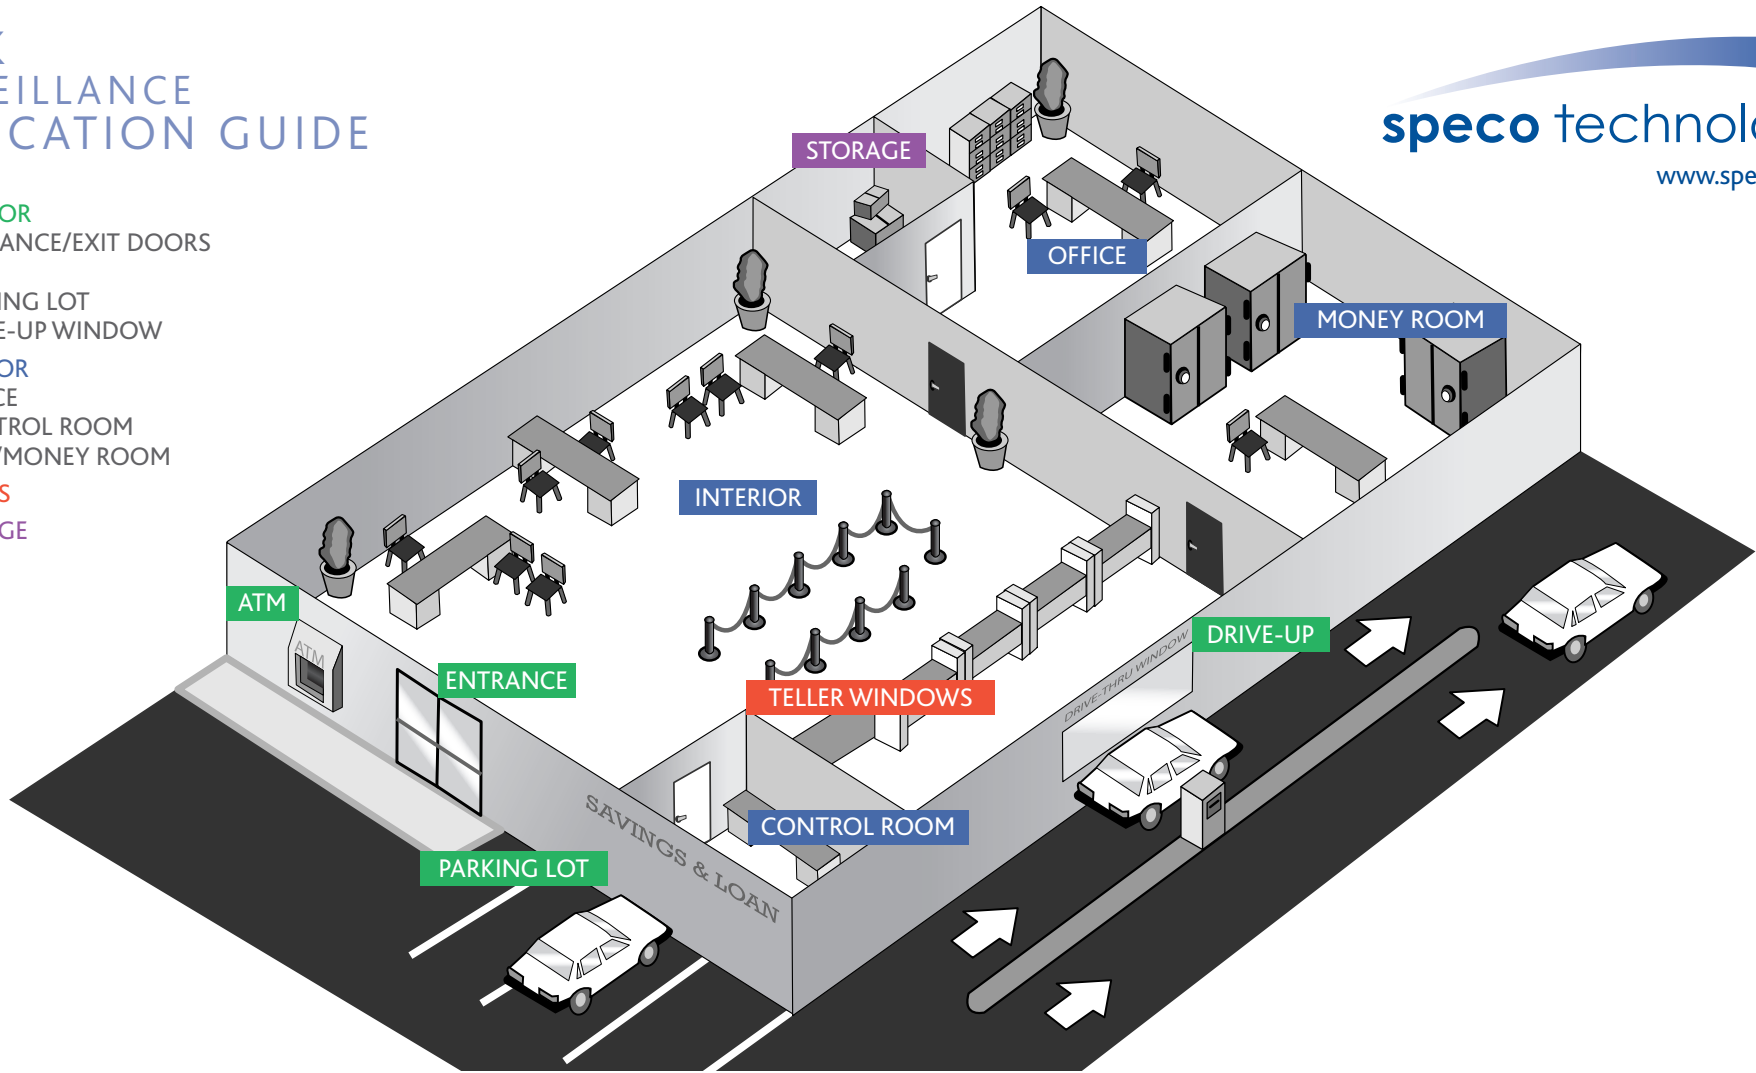 EILLANCE
CATION GUIDE
OR
ANCE/EXIT DOORS
ING LOT
E-UP WINDOW
OR
CE
TROL ROOM
/MONEY ROOM
S
GE
speco technolo
www.spe
STORAGE
OFFICE
MONEY ROOM
INTERIOR
ATM
ATM
ENTRANCE
TELLER WINDOWS
DRIVE-UP
DRIVE-THRU WINDOW
CONTROL ROOM
SAVINGS & LOAN
PARKING LOT